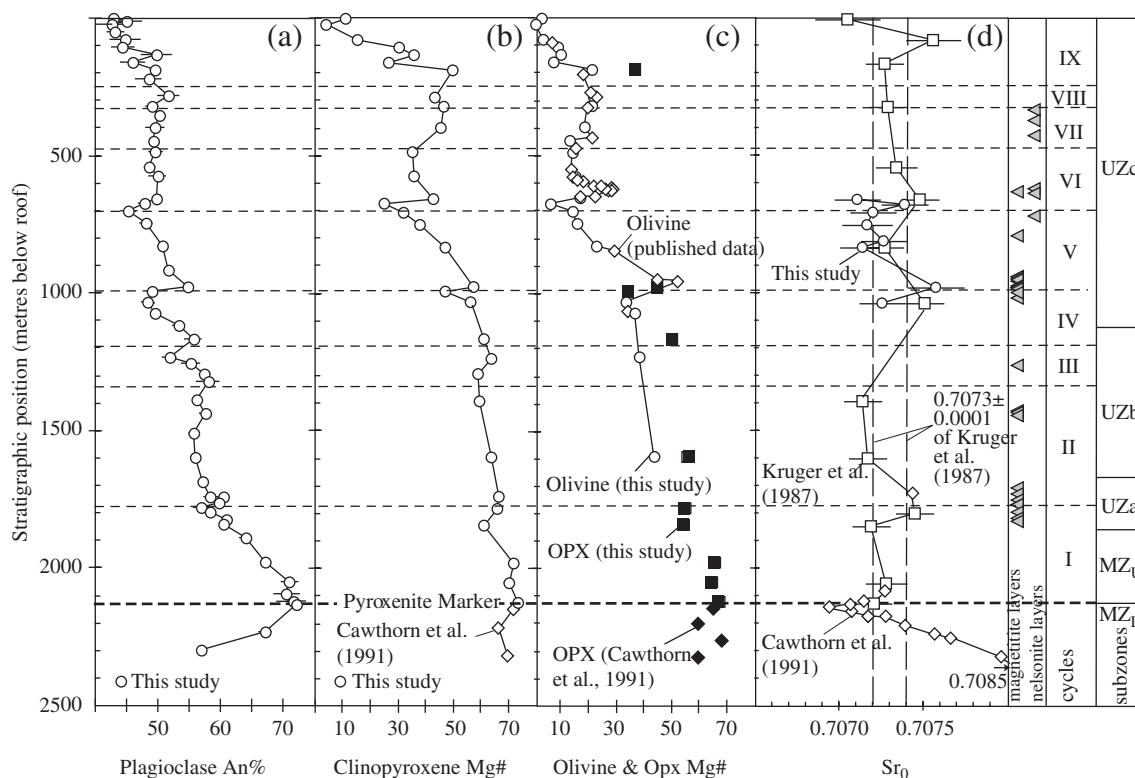 (a)
(b)
(c)
(d)
0
500
1000
1500
2000
2500
Stratigraphic position (metres below roof)
This study
50
60
70
Plagioclase An%
Pyroxenite Marker
Cawthorn et al.
(1991)
This study
10
30
50
70
Clinopyroxene Mg#
Olivine
(published data)
Olivine (this study)
OPX (this study)
OPX (Cawthorn
et al., 1991)
10
30
50
70
Olivine & Opx Mg#
This study
0.7073±
0.0001
of Kruger
et al.
(1987)
Kruger et al.
(1987)
Cawthorn et al.
(1991)
0.7085
0.7070
0.7075
Sr0
magnetitite layers
nelsonite layers
IX
VIII
VII
VI
V
IV
III
II
I
cycles
UZc
UZb
UZa
MZU
subzones